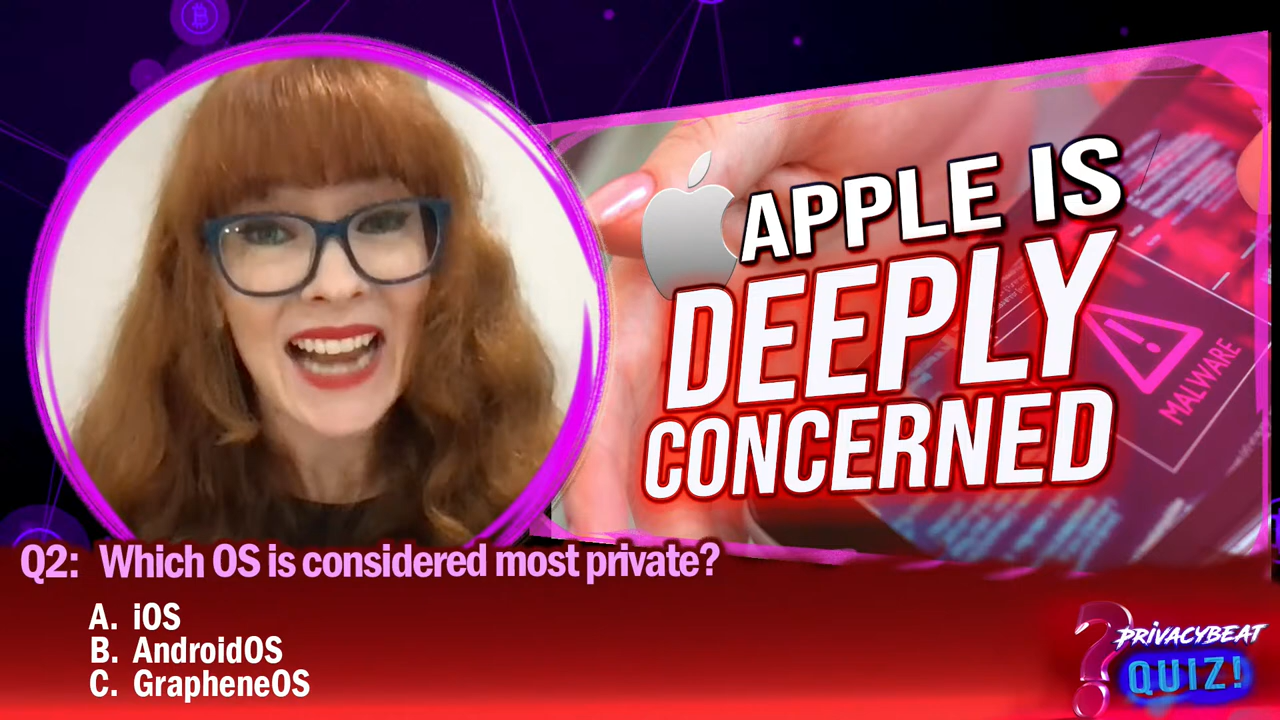 APPLE IS
DEEPLY
CONCERNED
MALWARE
Q2: Which OS is considered most private?
A. iOS
B. AndroidOS
C. GrapheneOS
PRIVACYBEAT
QUIZ!